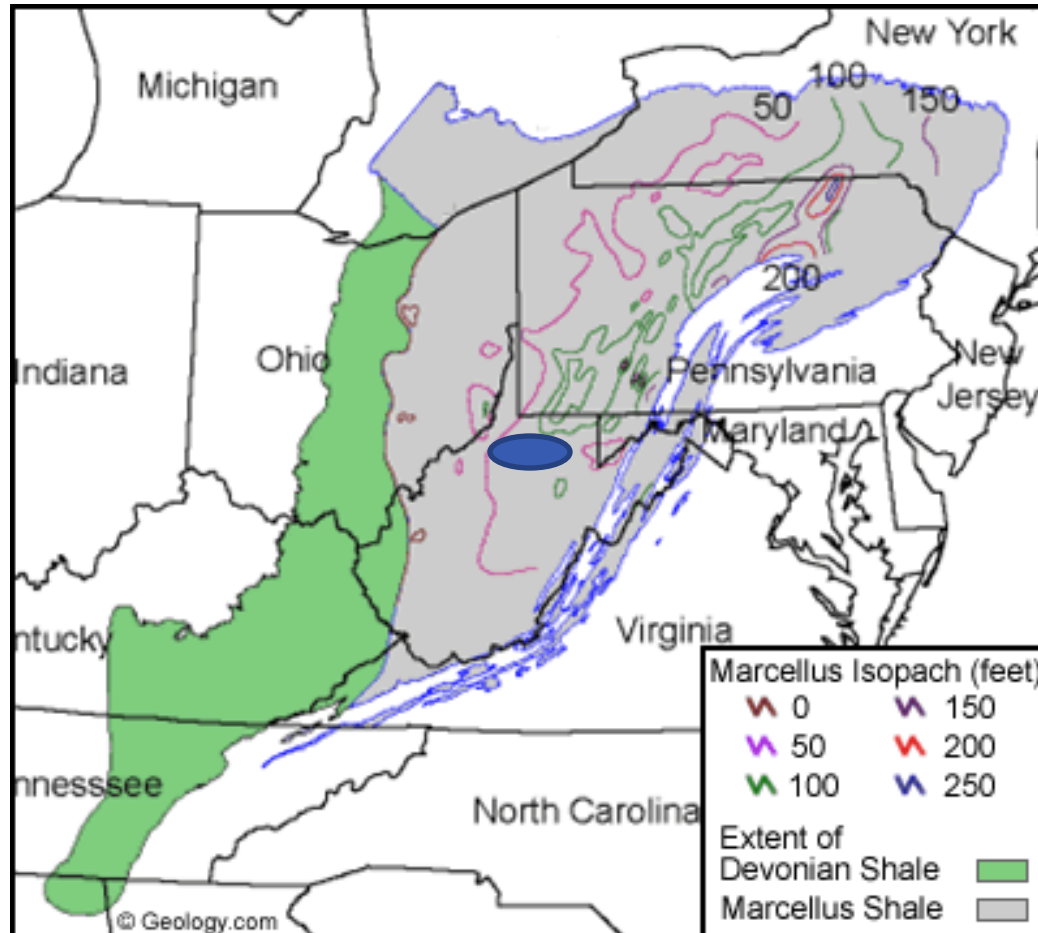 New York
Michigan
100
50
150
200
Ohio
Indiana
Pennsylvania
New
Jersey
Maryland
ntucky
Virginia
nnesssee
North Carolina
Marcellus Isopach (feet)
0
150
50
200
100
250
Extent of
Devonian Shale
Marcellus Shale
© Geology.com